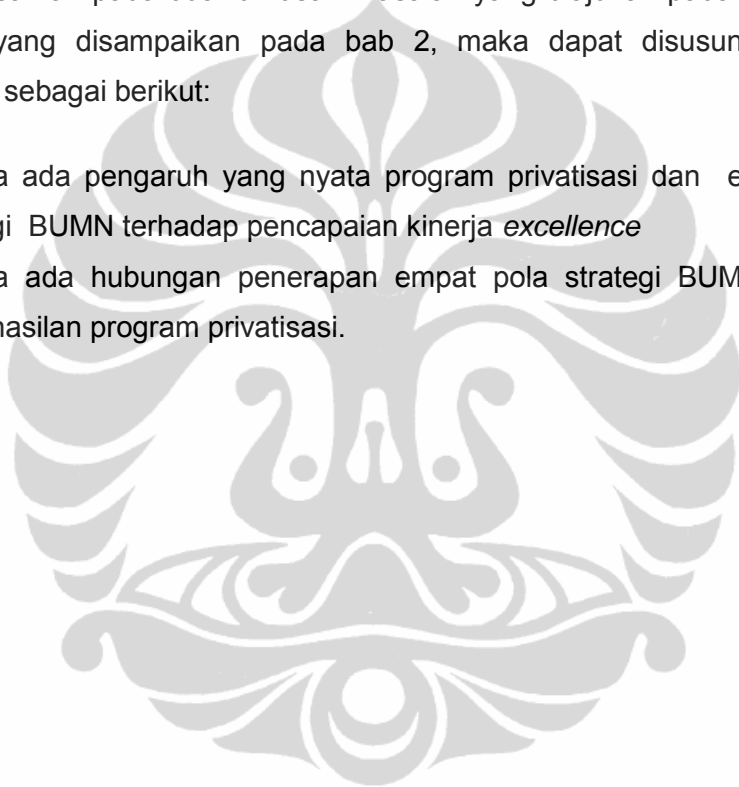 yang disampaikan pada bab 2, maka dapat disusun
sebagai berikut:
a ada pengaruh yang nyata program privatisasi dan e
gi BUMN terhadap pencapaian kinerja excellence
a ada hubungan penerapan empat pola strategi BUM
hasilan program privatisasi.